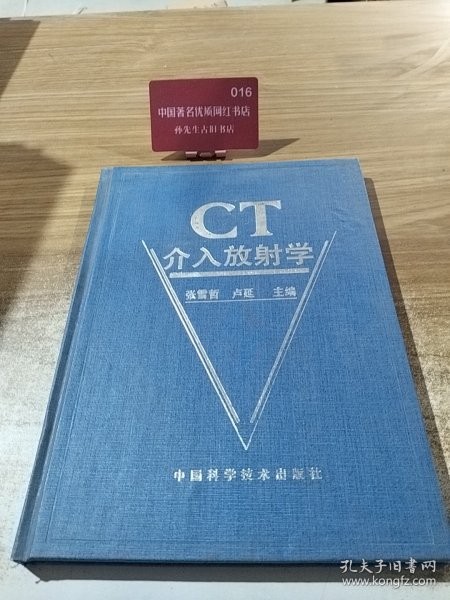 016
中国著名优质网红书店
孙先生古旧书店
CT
介入放射学
张雪哲 卢延 主编
中国科学技术出版社
孔夫子旧书网
www.kongfz.com